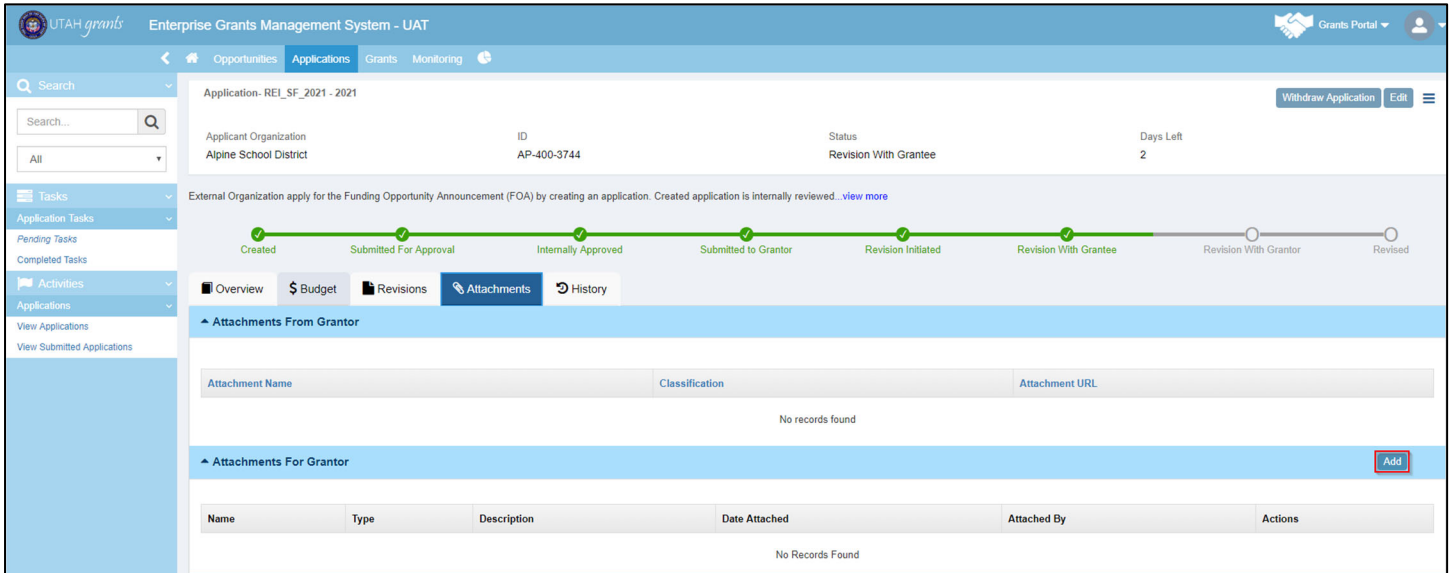 UTAH grants Enterprise Grants Management System - UAT Grants Portal
Opportunities Applications Grants Monitoring
Search
Search...
All
Tasks
Application Tasks
Pending Tasks
Completed Tasks
Activities
Applications
View Applications
View Submitted Applications
Application- REI_SF_2021 - 2021 Withdraw Application Edit
Applicant Organization ID Status Days Left
Alpine School District AP-400-3744 Revision With Grantee 2
External Organization apply for the Funding Opportunity Announcement (FOA) by creating an application. Created application is internally reviewed...view more
Created Submitted For Approval Internally Approved Submitted to Grantor Revision Initiated Revision With Grantee Revision With Grantor Revised
Overview $ Budget Revisions Attachments History
Attachments From Grantor
Attachment Name Classification Attachment URL
No records found
Attachments For Grantor Add
Name Type Description Date Attached Attached By Actions
No Records Found